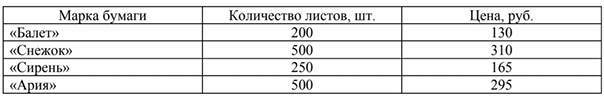 Марка бумаги Количество листов, шт. Цена, руб.
«Балет» 200 130
«Снежок» 500 310
«Сирень» 250 165
«Ария» 500 295